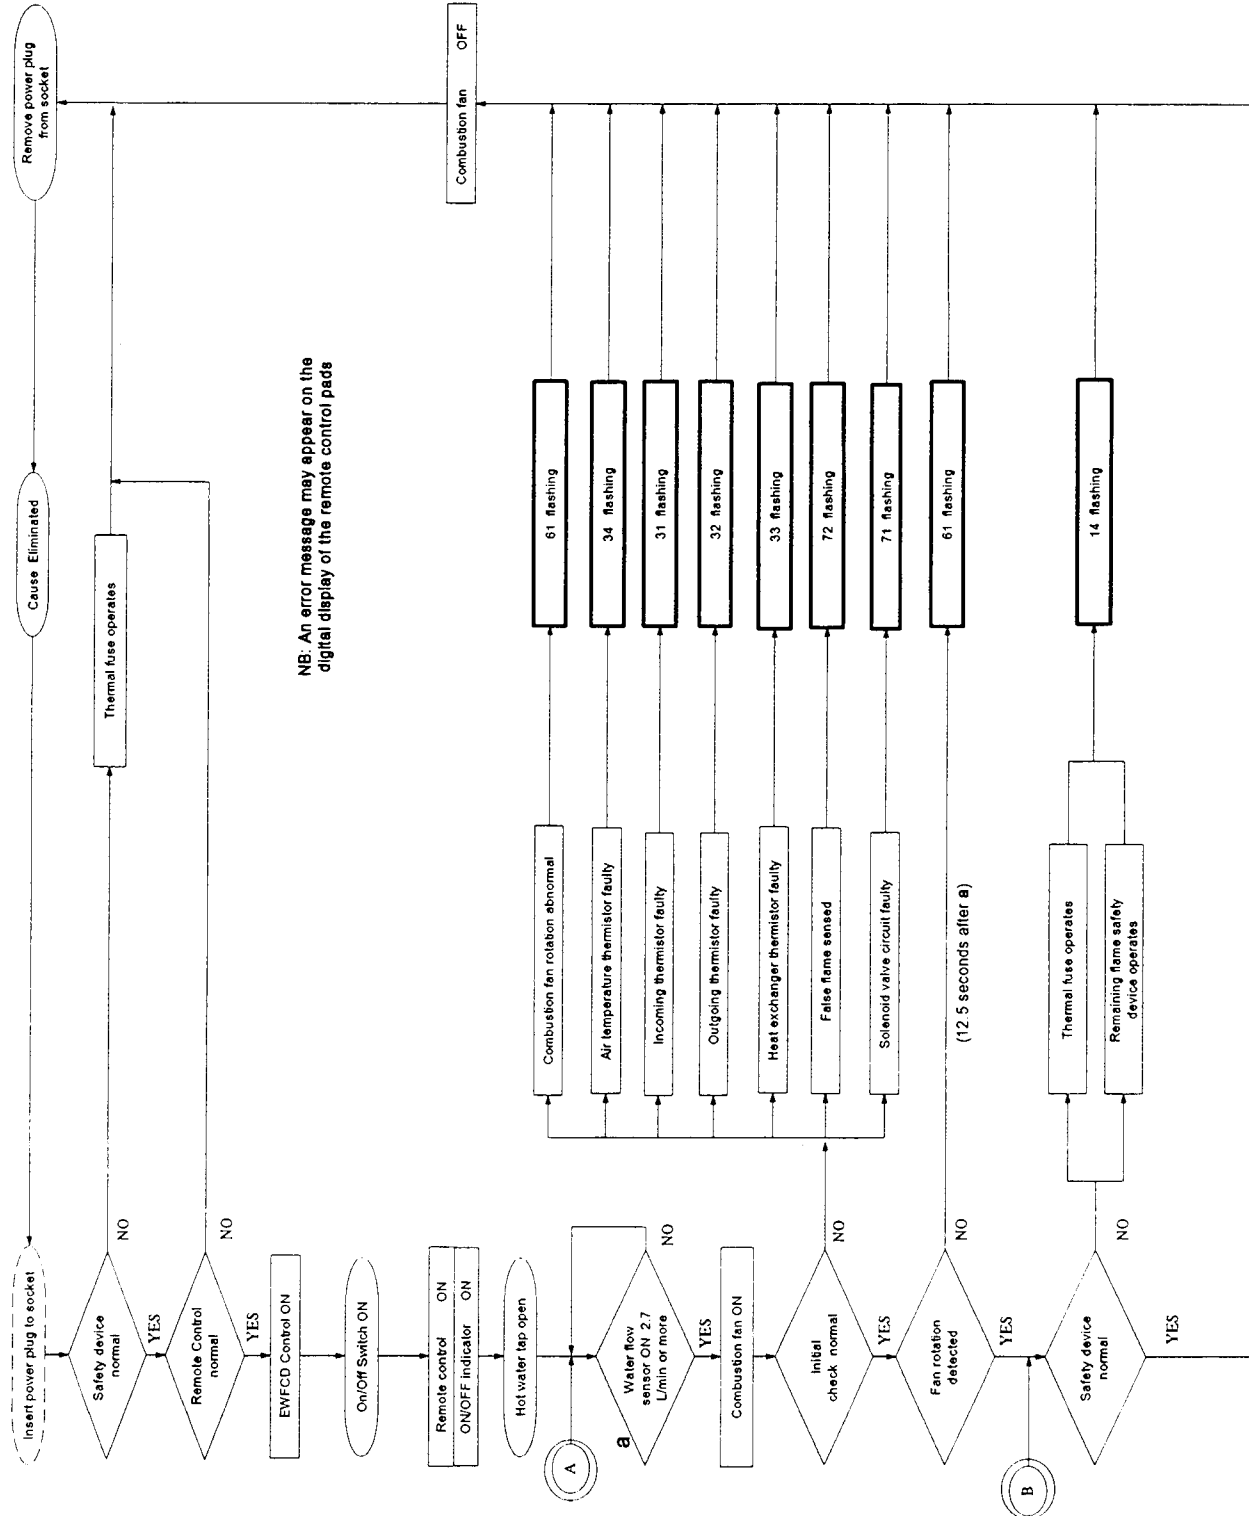 Insert power plug to socket
Cause Eliminated
Remove power plug
from socket
Safety device
normal
NO
YES
Thermal fuse operates
Remote Control
normal
NO
YES
EWFCD Control ON
NB: An error message may appear on the
digital display of the remote control pads
On/Off Switch ON
Remote control ON
ON/OFF indicator ON
Combustion fan OFF
Hot water tap open
A
a
Water flow
sensor ON 2.7
L/min or more
NO
YES
Combustion fan ON
Initial
check normal
NO
YES
Combustion fan rotation abnormal
61 flashing
Air temperature thermistor faulty
34 flashing
Incoming thermistor faulty
31 flashing
Outgoing thermistor faulty
32 flashing
Heat exchanger thermistor faulty
33 flashing
False flame sensed
72 flashing
Solenoid valve circuit faulty
71 flashing
Fan rotation
detected
NO
YES
(12.5 seconds after a)
61 flashing
B
Safety device
normal
NO
YES
Thermal fuse operates
Remaining flame safety
device operates
14 flashing